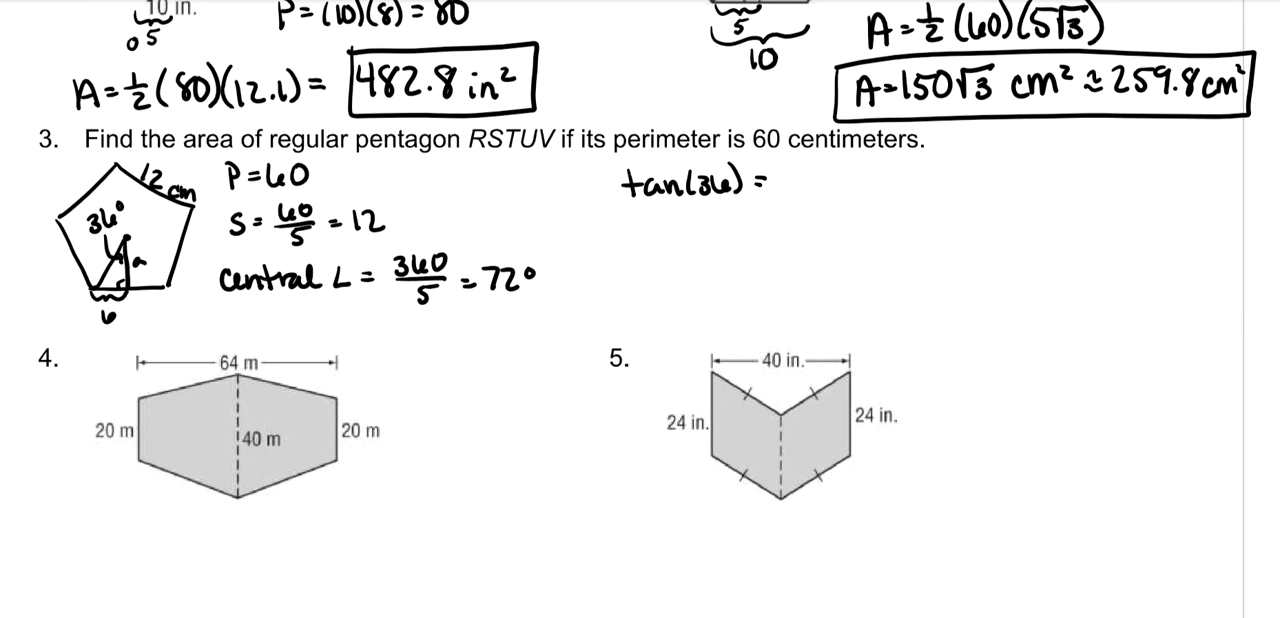 10 in.
P = (10)(8) = 80
5
5
10
A = ½ (60)(5√3)
A = ½ (80)(12.1) = 482.8 in²
A = 150√3 cm² ≈ 259.8 cm²
3. Find the area of regular pentagon RSTUV if its perimeter is 60 centimeters.
12 cm
P = 60
tan(36) =
36°
S = 60/5 = 12
a
central ∠ = 360/5 = 72°
6
4.
64 m
20 m
40 m
20 m
5.
40 in.
24 in.
24 in.